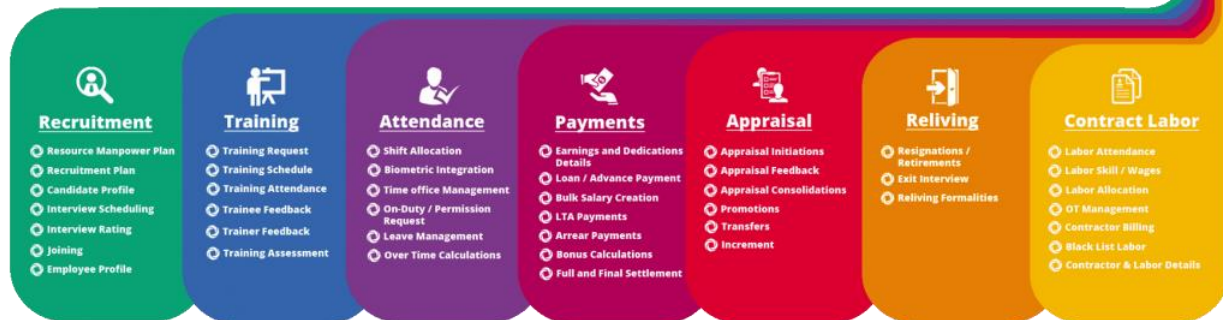 Recruitment
Resource Manpower Plan
Recruitment Plan
Candidate Profile
Interview Scheduling
Interview Rating
Joining
Employee Profile
Training
Training Request
Training Schedule
Training Attendance
Trainee Feedback
Trainer Feedback
Training Assessment
Attendance
Shift Allocation
Biometric Integration
Time office Management
On-Duty / Permission
Request
Leave Management
Over Time Calculations
Payments
Earnings and Dedications
Details
Loan / Advance Payment
Bulk Salary Creation
LTA Payments
Arrear Payments
Bonus Calculations
Full and Final Settlement
Appraisal
Appraisal Initiations
Appraisal Feedback
Appraisal Consolidations
Promotions
Transfers
Increment
Reliving
Resignations /
Retirements
Exit Interview
Reliving Formalities
Contract Labor
Labor Attendance
Labor Skill / Wages
Labor Allocation
OT Management
Contractor Billing
Black List Labor
Contractor & Labor Details